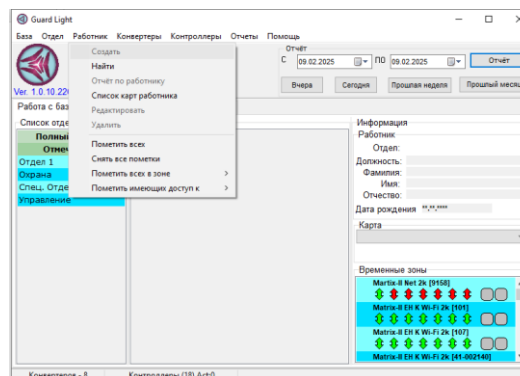 Guard Light
База Отдел Работник Конвертеры Контроллеры Отчеты Помощь
Создать
Найти
Отчёт по работнику
Список карт работника
Редактировать
Удалить
Пометить всех
Снять все пометки
Пометить всех в зоне
Пометить имеющих доступ к
Отчёт
С 09.02.2025 ПО 09.02.2025 Отчёт
Вчера Сегодня Прошлая неделя Прошлый месяц
Ver. 1.0.10.22
Работа с баз
Список отде
Полный
Отмеч
Отдел 1
Охрана
Спец. Отде
Управление
Информация
Работник
Отдел:
Должность:
Фамилия:
Имя:
Отчество:
Дата рождения **.**.****
Карта
Временные зоны
Martix-II Net 2k [9158]
Matrix-II EH K Wi-Fi 2k [101]
Matrix-II EH K Wi-Fi 2k [107]
Matrix-II EH K Wi-Fi 2k [41-002140]
Конвертеров - 8 Контроллеры (18) Act:0